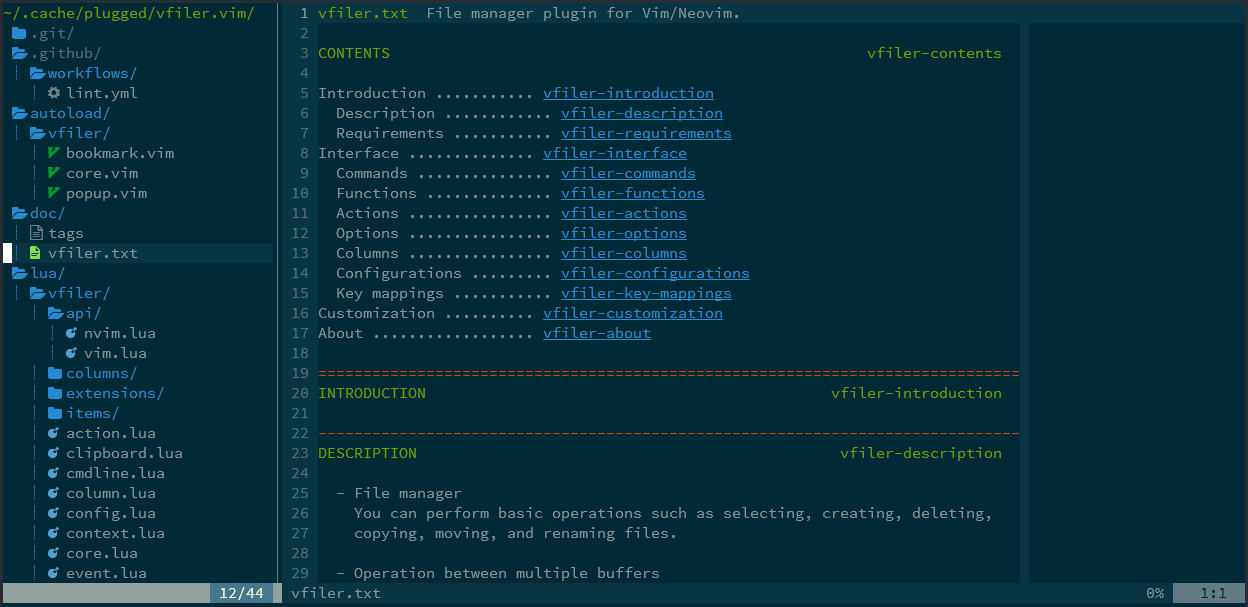 ~/.cache/plugged/vfiler.vim/
.git/
.github/
workflows/
lint.yml
autoload/
vfiler/
bookmark.vim
core.vim
popup.vim
doc/
tags
vfiler.txt
lua/
vfiler/
api/
nvim.lua
vim.lua
columns/
extensions/
items/
action.lua
clipboard.lua
cmdline.lua
column.lua
config.lua
context.lua
core.lua
event.lua
12/44
1 vfiler.txt  File manager plugin for Vim/Neovim.
2
3 CONTENTS vfiler-contents
4
5 Introduction ........... vfiler-introduction
6   Description ............ vfiler-description
7   Requirements ........... vfiler-requirements
8 Interface .............. vfiler-interface
9   Commands ............... vfiler-commands
10   Functions .............. vfiler-functions
11   Actions ................ vfiler-actions
12   Options ................ vfiler-options
13   Columns ................ vfiler-columns
14   Configurations ......... vfiler-configurations
15   Key mappings ........... vfiler-key-mappings
16 Customization .......... vfiler-customization
17 About .................. vfiler-about
18
19 ==============================================================================
20 INTRODUCTION vfiler-introduction
21
22 ------------------------------------------------------------------------------
23 DESCRIPTION vfiler-description
24
25   - File manager
26     You can perform basic operations such as selecting, creating, deleting,
27     copying, moving, and renaming files.
28
29   - Operation between multiple buffers
vfiler.txt 0% 1:1